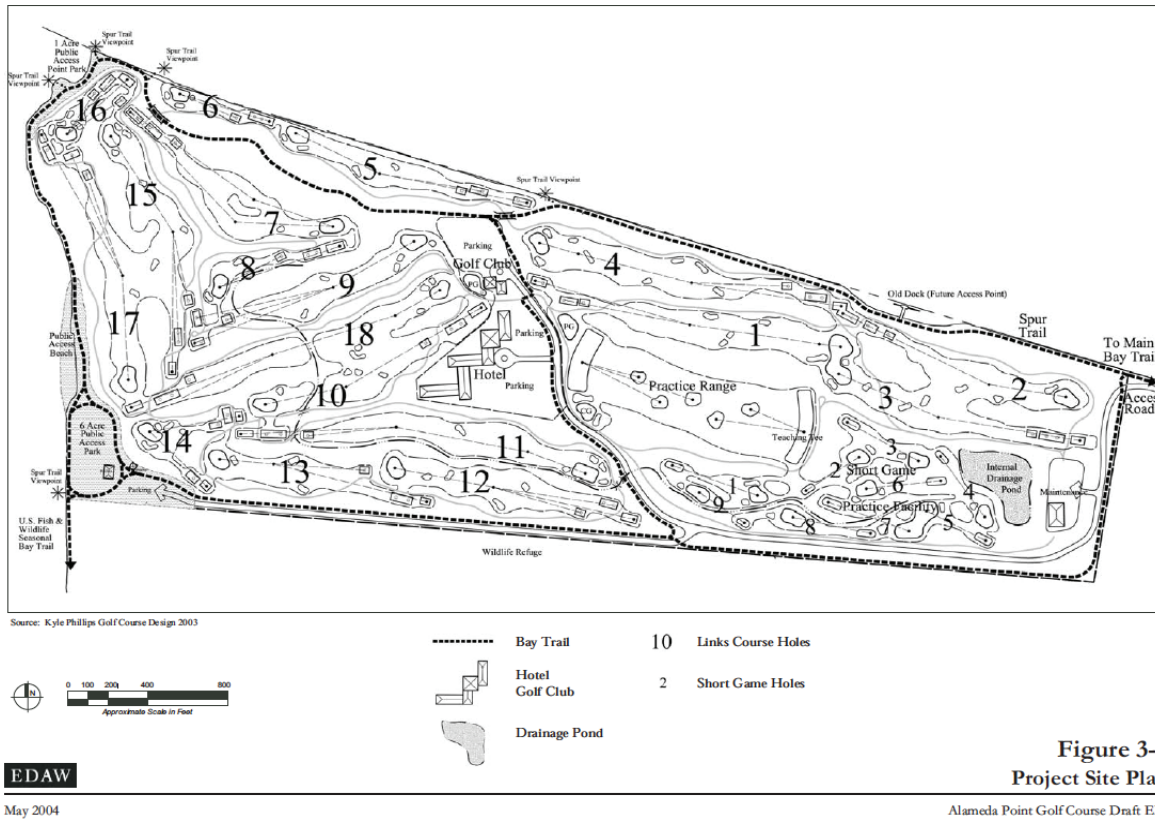 1 Acre
Public
Access
Point Park
Spur Trail
Viewpoint
Spur Trail
Viewpoint
Spur Trail
Viewpoint
16
6
5
15
7
Spur Trail Viewpoint
8
9
Parking
Golf Club
PG
4
Old Dock (Future Access Point)
Spur
Trail
To Main
Bay Trail
Acces
Road
17
Public
Access
Beach
18
Hotel
Parking
Parking
PG
1
Practice Range
Teaching Tee
3
2
10
6 Acre
Public
Access
Park
14
13
11
12
Spur Trail
Viewpoint
Parking
U.S. Fish &
Wildlife
Seasonal
Bay Trail
Wildlife Refuge
1
2
3
Short Game
6
4
Practice Facility
9
8
7
5
Internal
Drainage
Pond
Maintenance
Source: Kyle Phillips Golf Course Design 2003
Bay Trail
10 Links Course Holes
Hotel
Golf Club
2 Short Game Holes
Drainage Pond
N
0 100 200 400 800
Approximate Scale in Feet
Figure 3-
Project Site Pla
EDAW
May 2004
Alameda Point Golf Course Draft E